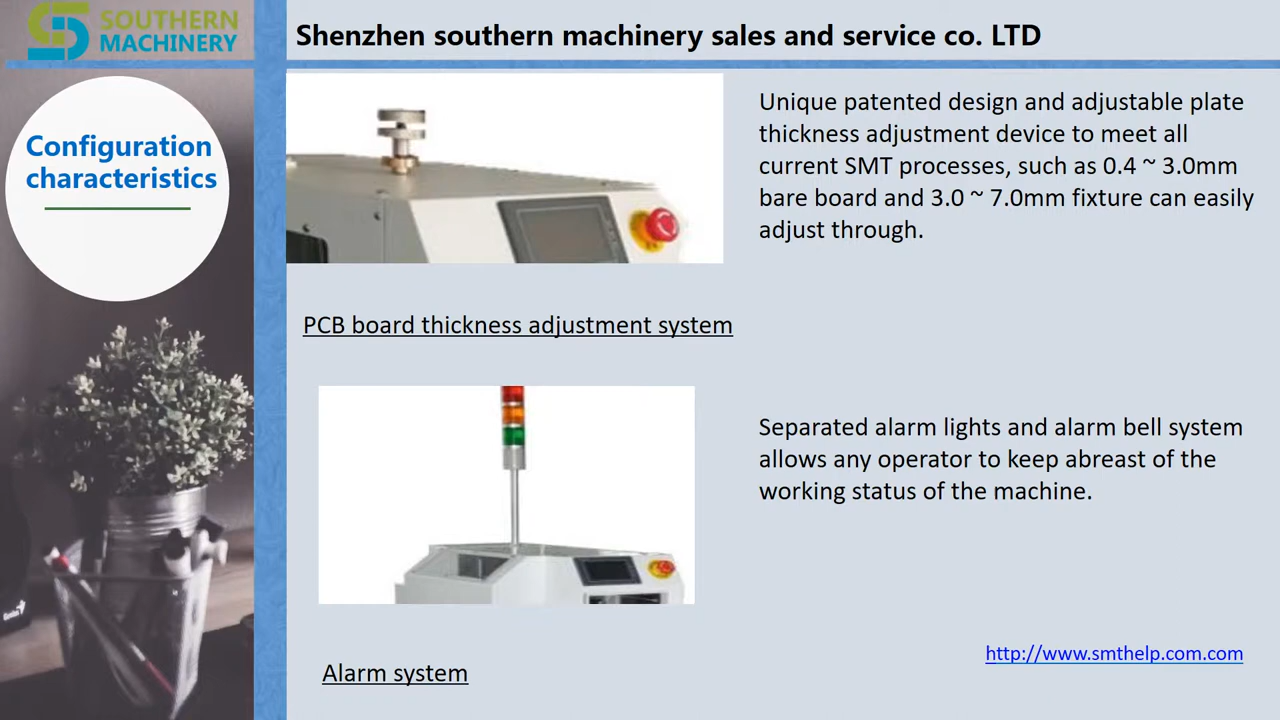 SOUTHERN
MACHINERY
Shenzhen southern machinery sales and service co. LTD
Configuration
characteristics
Unique patented design and adjustable plate
thickness adjustment device to meet all
current SMT processes, such as 0.4 ~ 3.0mm
bare board and 3.0 ~ 7.0mm fixture can easily
adjust through.
PCB board thickness adjustment system
Separated alarm lights and alarm bell system
allows any operator to keep abreast of the
working status of the machine.
Alarm system
http://www.smthelp.com.com